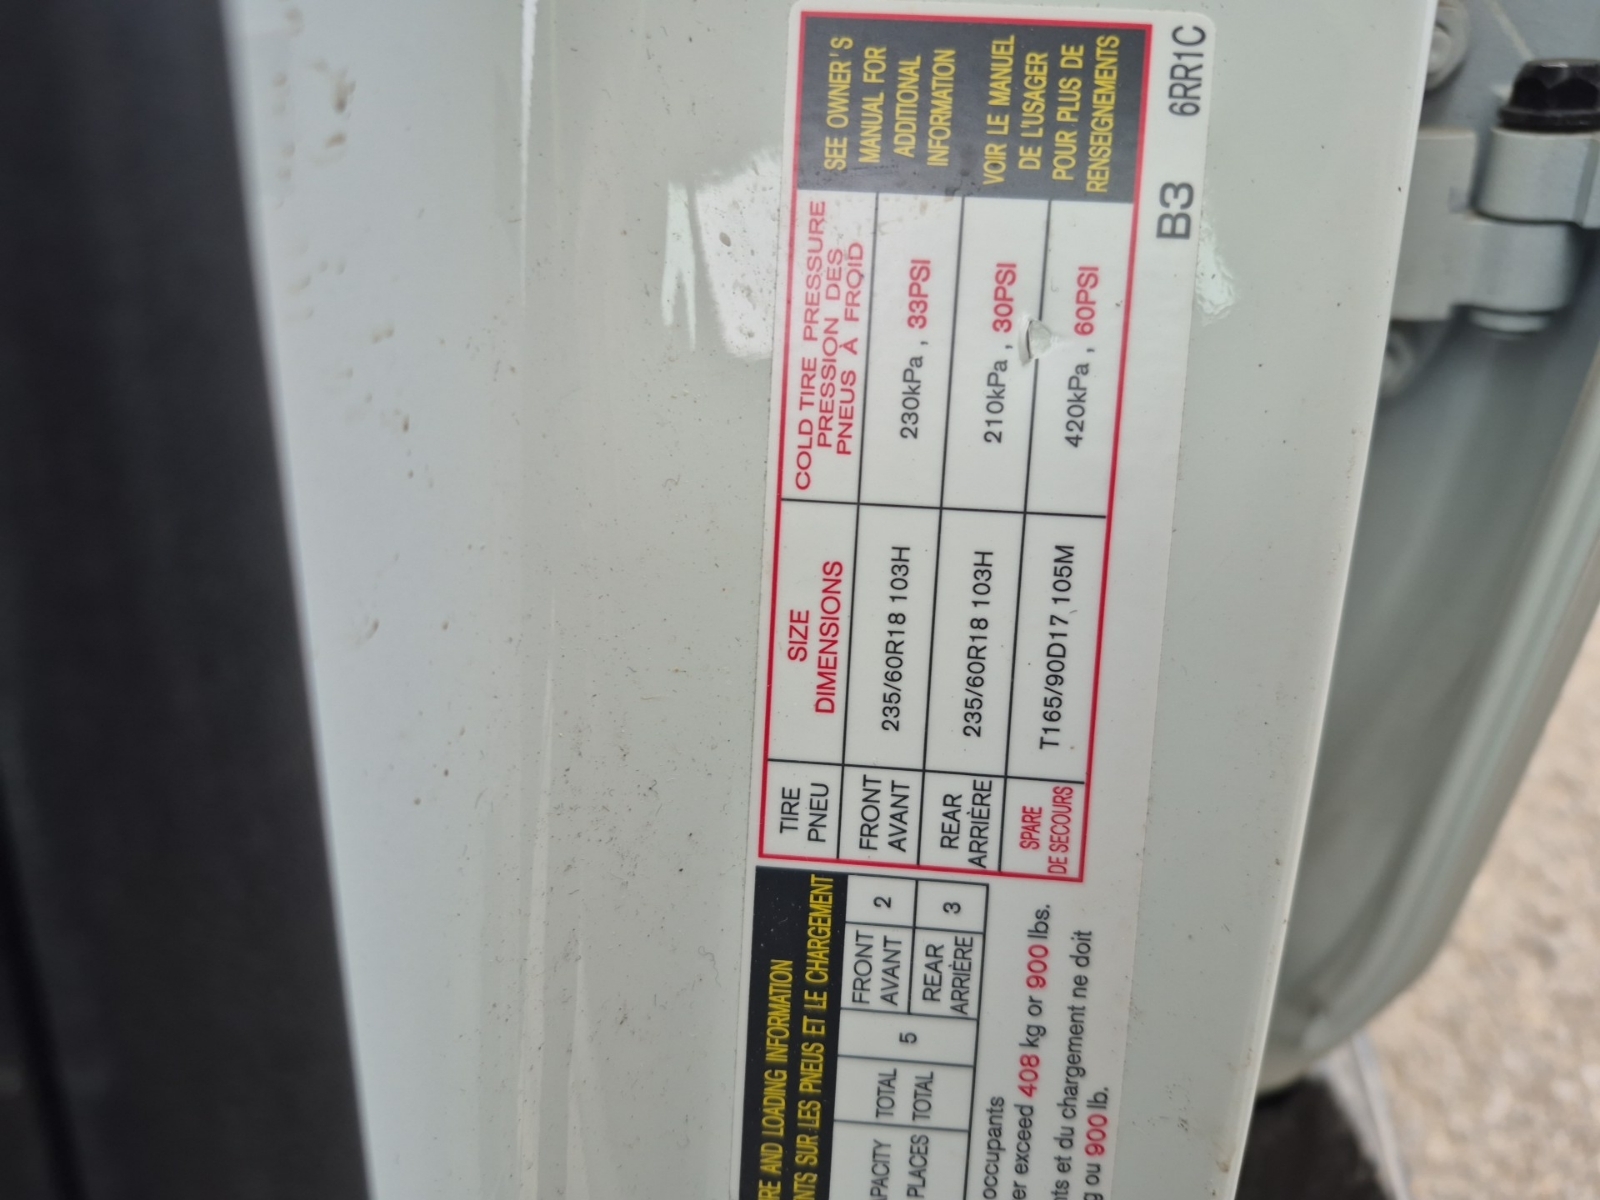 RE AND LOADING INFORMATION
NTS SUR LES PNEUS ET LE CHARGEMENT
PACITY TOTAL 5 FRONT 2
PLACES TOTAL AVANT
REAR 3
ARRIÈRE
occupants
er exceed 408 kg or 900 lbs.
nts et du chargement ne doit
g ou 900 lb.
TIRE SIZE COLD TIRE PRESSURE
PNEU DIMENSIONS PRESSION DES
PNEUS À FROID
FRONT 235/60R18 103H 230kPa, 33PSI
AVANT
REAR 235/60R18 103H 210kPa, 30PSI
ARRIÈRE
SPARE T165/90D17 105M 420kPa, 60PSI
DE SECOURS
SEE OWNER'S
MANUAL FOR
ADDITIONAL
INFORMATION
VOIR LE MANUEL
DE L'USAGER
POUR PLUS DE
RENSEIGNEMENTS
B3 6RR1C